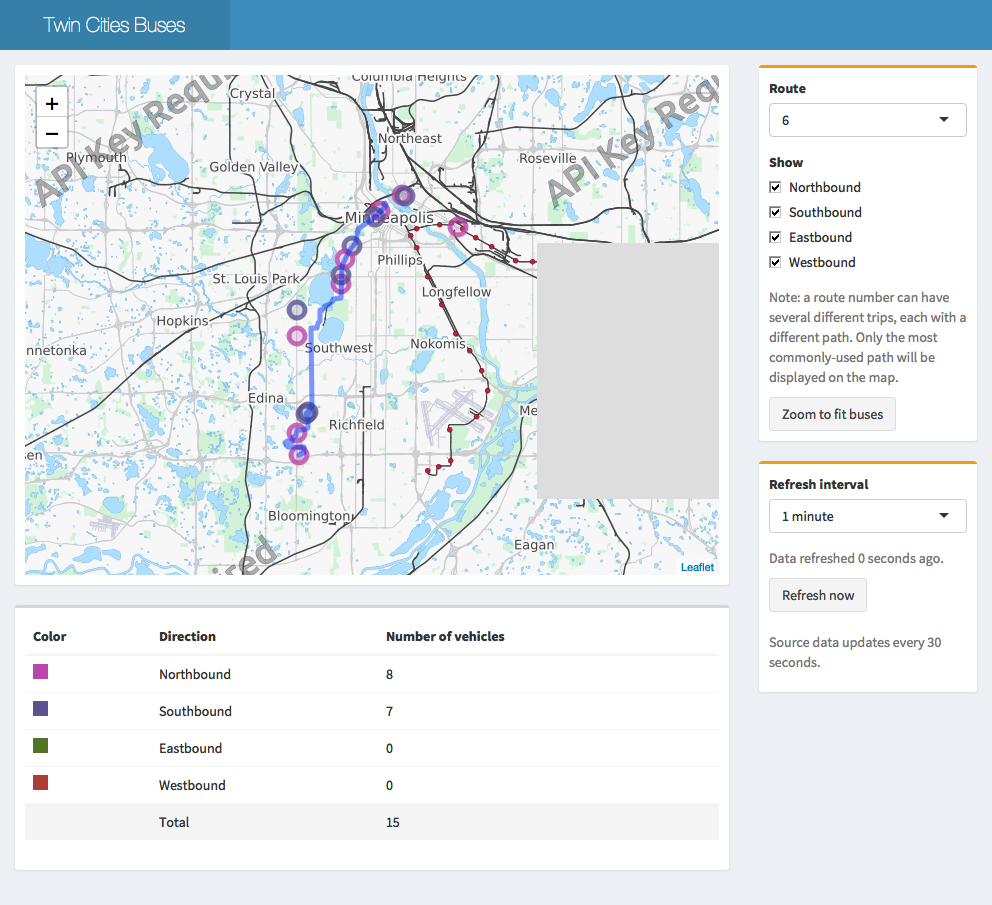 Twin Cities Buses
+
−
Columbia Heights
Crystal
API Key Requ
API Key Requ
Northeast
Plymouth
Roseville
Golden Valley
Minneapolis
Phillips
St. Louis Park
Longfellow
Hopkins
Nokomis
Southwest
nnetonka
Edina
Me
Richfield
en
Bloomington
Eagan
ired
Leaflet
Route
6
Show
Northbound
Southbound
Eastbound
Westbound
Note: a route number can have
several different trips, each with a
different path. Only the most
commonly-used path will be
displayed on the map.
Zoom to fit buses
Refresh interval
1 minute
Data refreshed 0 seconds ago.
Refresh now
Source data updates every 30
seconds.
Color Direction Number of vehicles
Northbound 8
Southbound 7
Eastbound 0
Westbound 0
Total 15